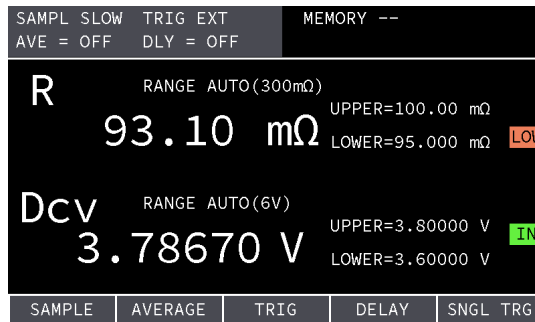 SAMPL SLOW TRIG EXT MEMORY --
AVE = OFF DLY = OFF
R RANGE AUTO(300mΩ)
UPPER=100.00 mΩ
93.10 mΩ LOWER=95.000 mΩ LOW
Dcv RANGE AUTO(6V)
UPPER=3.80000 V IN
3.78670 V LOWER=3.60000 V
SAMPLE AVERAGE TRIG DELAY SNGL TRG